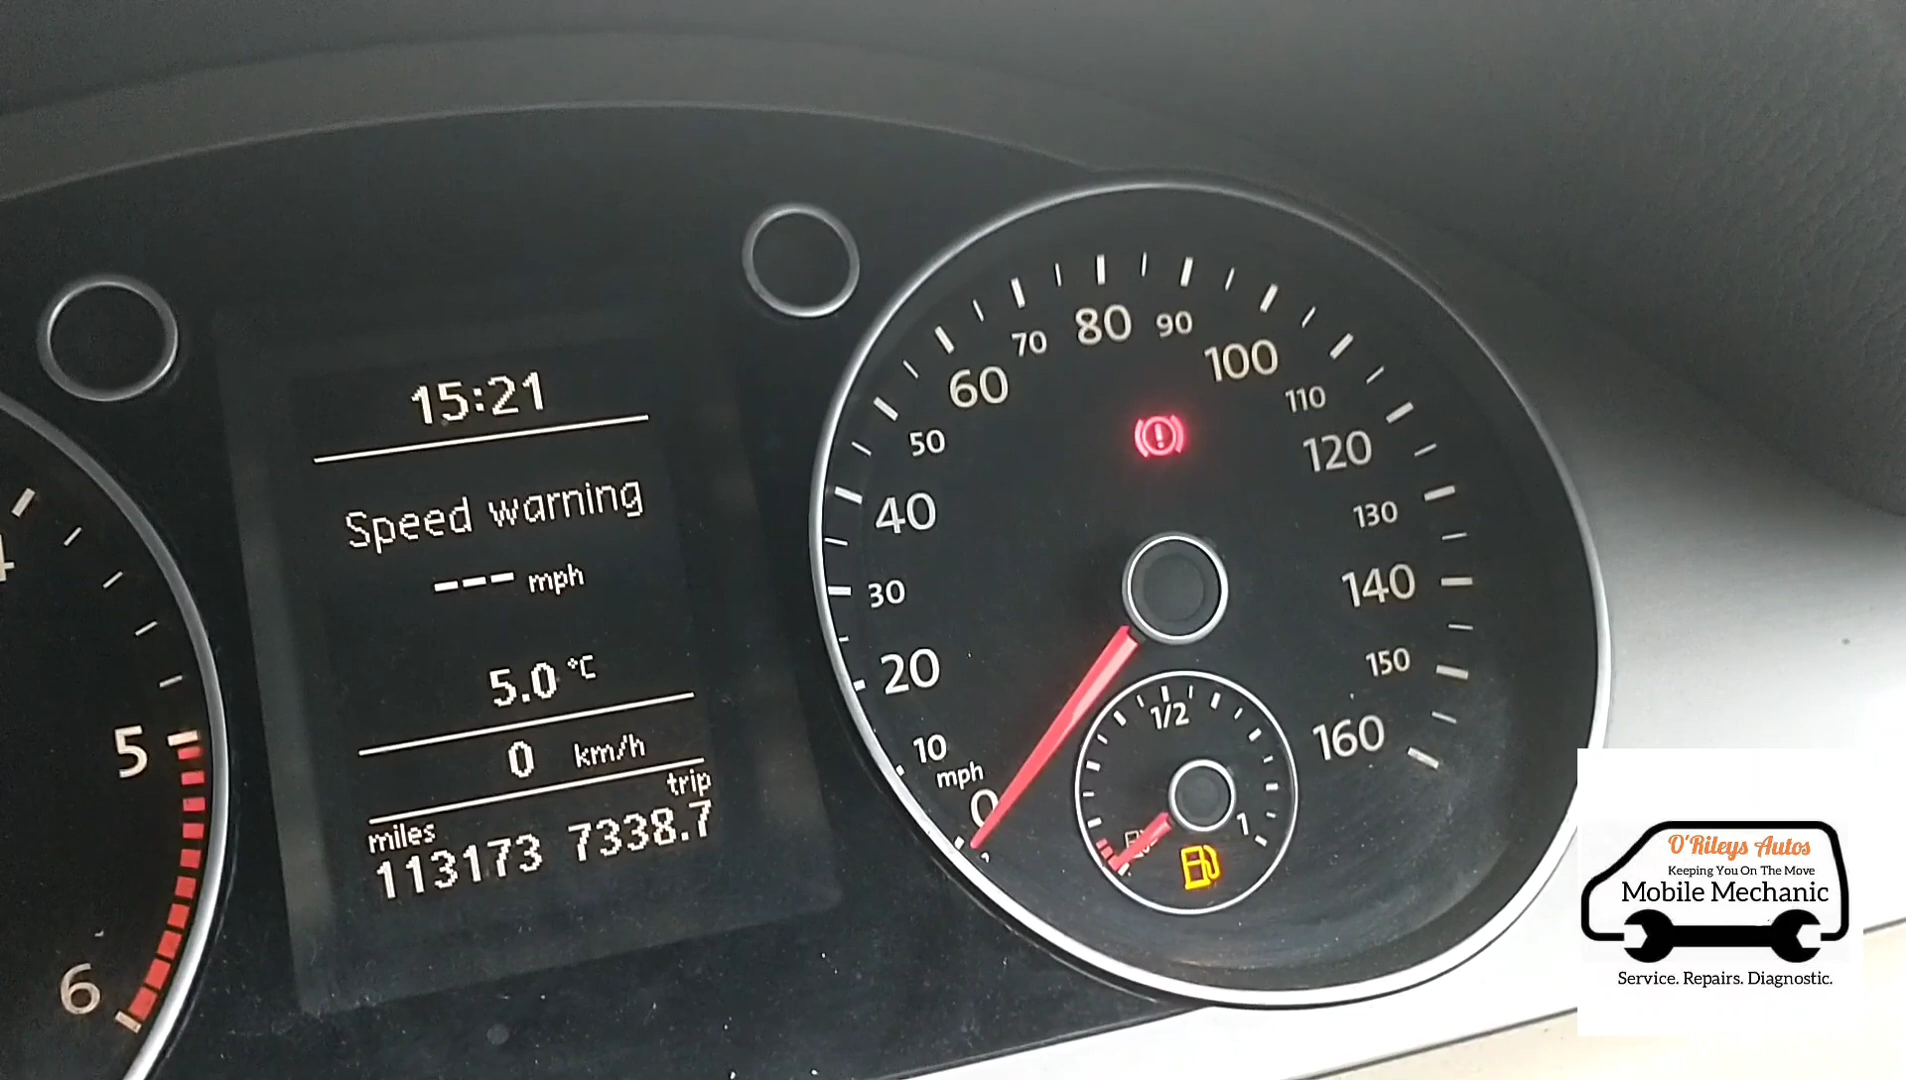 15:21
Speed warning
--- mph
5.0 °C
0 km/h
trip
miles
113173 7338.7
5
6
0
mph
10
20
30
40
50
60
70
80
90
100
110
120
130
140
150
160
1/2
1
O'Rileys Autos
Keeping You On The Move
Mobile Mechanic
Service. Repairs. Diagnostic.